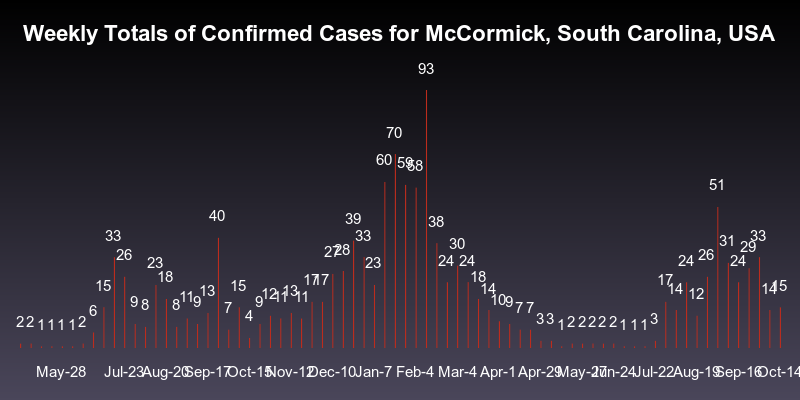 Weekly Totals of Confirmed Cases for McCormick, South Carolina, USA
2 2 1 1 1 1 2 6 15 33 26 9 8 23 18 8 11 9 13 40 7 15 4 9 12 11 13 11 17 17 27 28 39 33 23 60 70 59 58 93 38 24 30 24 18 14 10 9 7 7 3 3 1 2 2 2 2 2 1 1 1 3 17 14 24 12 26 51 31 24 29 33 14 15
May-28 Jul-23 Aug-20 Sep-17 Oct-15 Nov-12 Dec-10 Jan-7 Feb-4 Mar-4 Apr-1 Apr-29 May-27 Jun-24 Jul-22 Aug-19 Sep-16 Oct-14